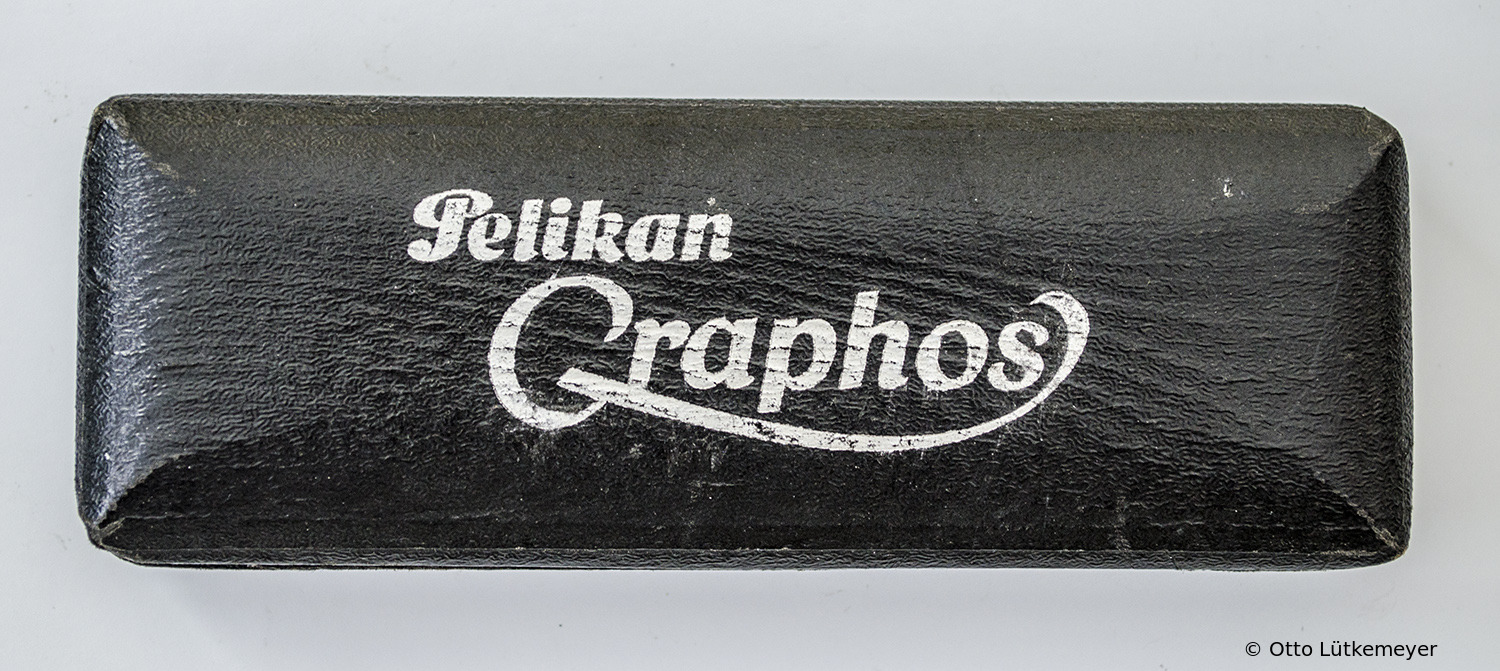 Pelikan
Graphos
© Otto Lütkemeyer